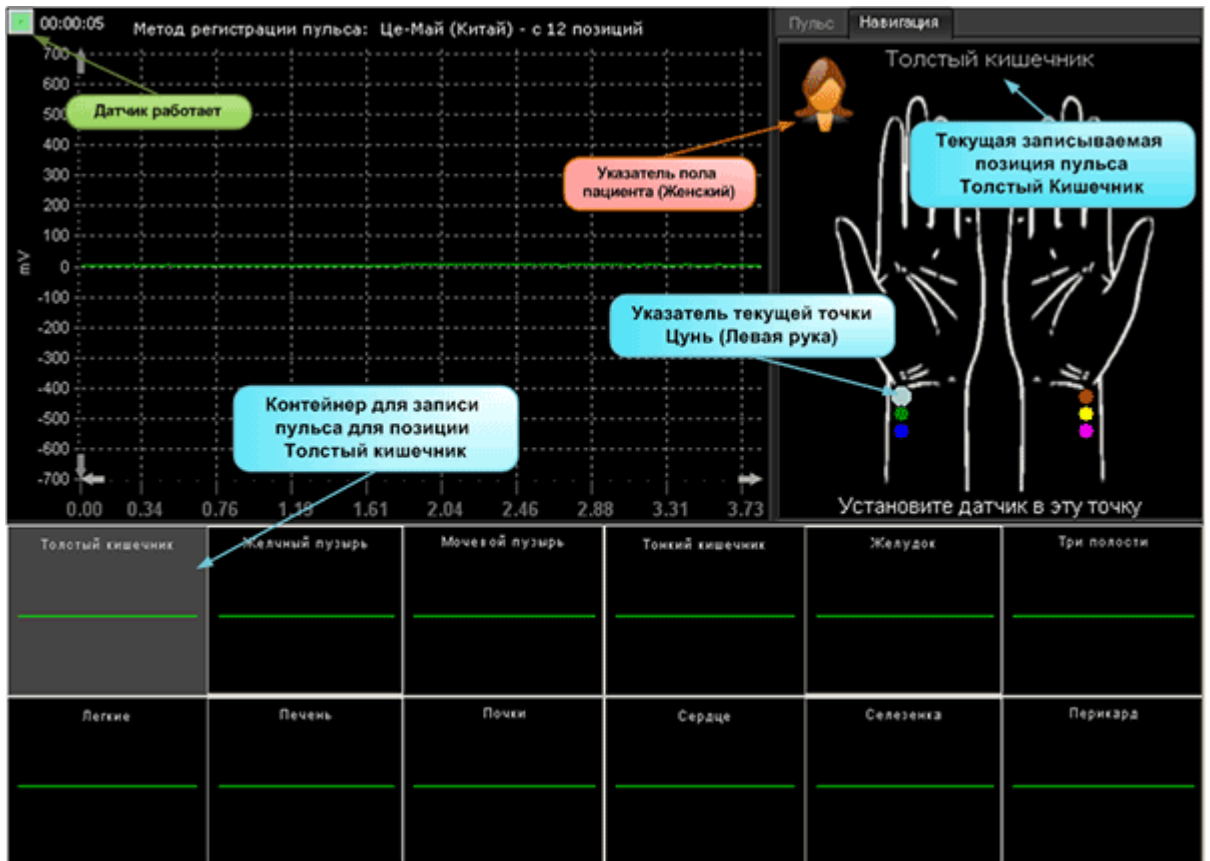 00:00:05 Метод регистрации пульса: Це-Май (Китай) - с 12 позиций
Пульс Навигация
Толстый кишечник
Датчик работает
Указатель пола
пациента (Женский)
Текущая записываемая
позиция пульса
Толстый Кишечник
Указатель текущей точки
Цунь (Левая рука)
Контейнер для записи
пульса для позиции
Толстый кишечник
700
600
500
400
300
200
100
0
-100
-200
-300
-400
-500
-600
-700
mV
0.00 0.34 0.76 1.19 1.61 2.04 2.46 2.88 3.31 3.73
Установите датчик в эту точку
Толстый кишечник Желчный пузырь Мочевой пузырь Тонкий кишечник Желудок Три полости
Легкие Печень Почки Сердце Селезенка Перикард